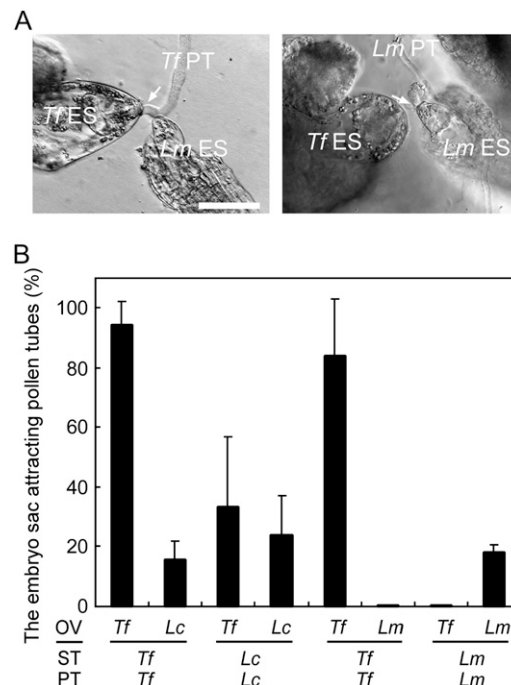 A
Tf PT
Tf ES
Lm ES
Lm PT
Tf ES
Lm ES
B
The embryo sac attracting pollen tubes (%)
100
80
60
40
20
0
OV Tf Lc Tf Lc Tf Lm Tf Lm
ST Tf Lc Tf Lm
PT Tf Lc Tf Lm